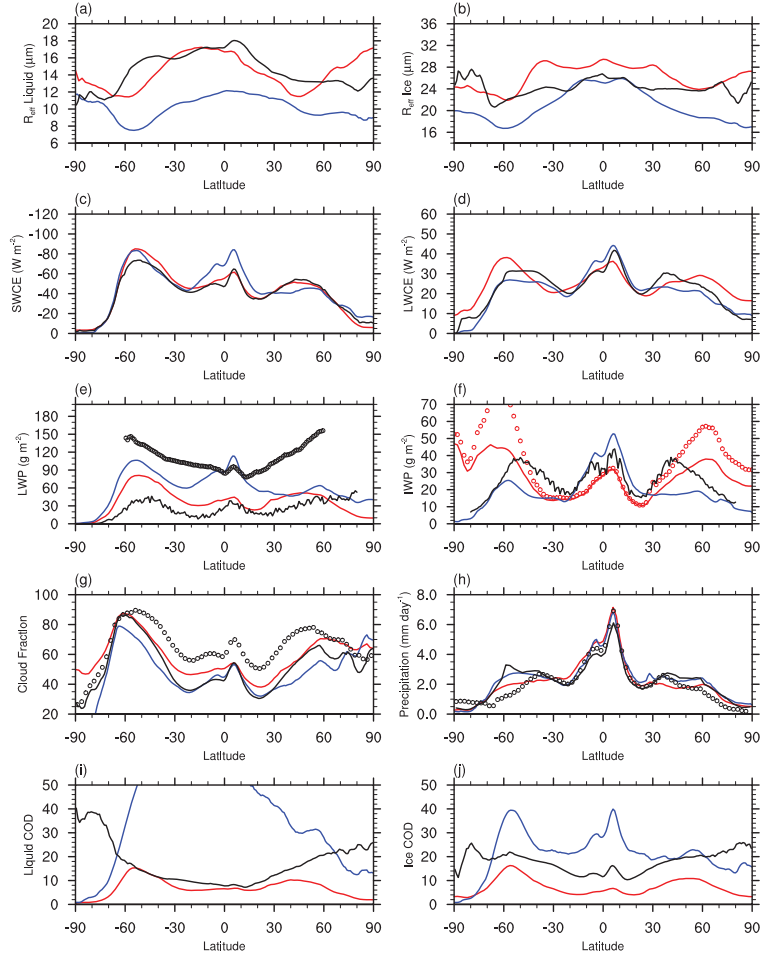 (a)
(b)
18
16
14
12
10
8
6
R_eff Liquid (μm)
-90 -60 -30 0 30 60 90
Latitude
36
32
28
24
20
16
R_eff Ice (μm)
-90 -60 -30 0 30 60 90
Latitude
(c)
(d)
-120
-100
-80
-60
-40
-20
0
SWCE (W m⁻²)
-90 -60 -30 0 30 60 90
Latitude
60
50
40
30
20
10
0
LWCE (W m⁻²)
-90 -60 -30 0 30 60 90
Latitude
(e)
(f)
180
150
120
90
60
30
0
LWP (g m⁻²)
-90 -60 -30 0 30 60 90
Latitude
70
60
50
40
30
20
10
0
IWP (g m⁻²)
-90 -60 -30 0 30 60 90
Latitude
(g)
(h)
100
80
60
40
20
Cloud Fraction
-90 -60 -30 0 30 60 90
Latitude
8.0
6.0
4.0
2.0
0.0
Precipitation (mm day⁻¹)
-90 -60 -30 0 30 60 90
Latitude
(i)
(j)
50
40
30
20
10
0
Liquid COD
-90 -60 -30 0 30 60 90
Latitude
50
40
30
20
10
0
Ice COD
-90 -60 -30 0 30 60 90
Latitude